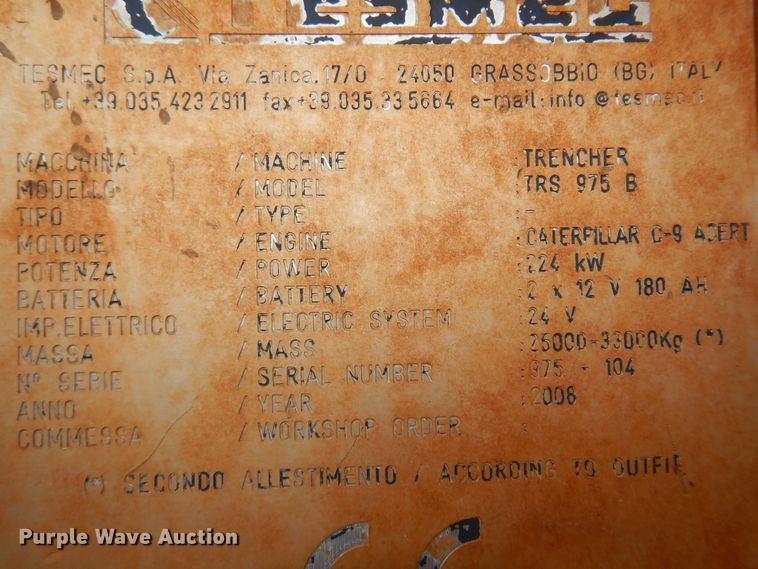 TESMEC
TESMEC S.p.A. Via Zanica,17/O - 24050 GRASSOBBIO (BG) ITALY
Tel. +39.035.423 2911 fax+39.035.33 5664 e-mail: info @tesmec.it
MACCHINA / MACHINE : TRENCHER
MODELLO / MODEL : TRS 975 B
TIPO / TYPE : -
MOTORE / ENGINE : CATERPILLAR C-9 ACERT
POTENZA / POWER : 224 kW
BATTERIA / BATTERY : 2 x 12 V 180 AH
IMP.ELETTRICO / ELECTRIC SYSTEM : 24 V
MASSA / MASS : 25000-33000Kg (*)
N° SERIE / SERIAL NUMBER : 975 - 104
ANNO / YEAR : 2008
COMMESSA / WORKSHOP ORDER :
(*) SECONDO ALLESTIMENTO / ACCORDING TO OUTFIT
Purple Wave Auction
CE